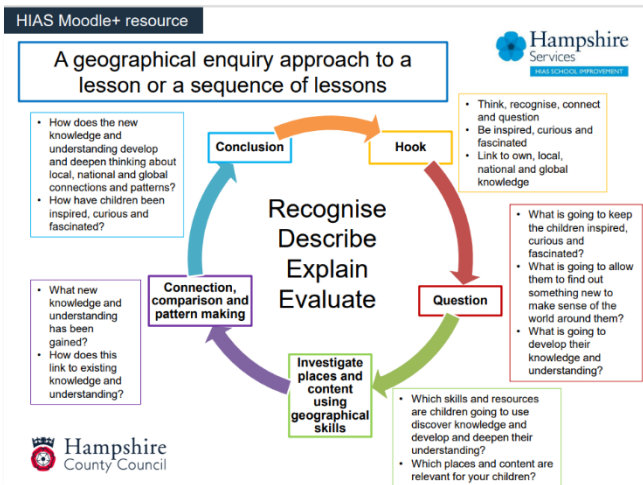 HIAS Moodle+ resource
Hampshire
Services
HIAS SCHOOL IMPROVEMENT
A geographical enquiry approach to a
lesson or a sequence of lessons
• How does the new
knowledge and
understanding develop
and deepen thinking about
local, national and global
connections and patterns?
• How have children been
inspired, curious and
fascinated?
Conclusion
Hook
• Think, recognise, connect
and question
• Be inspired, curious and
fascinated
• Link to own, local,
national and global
knowledge
Recognise
Describe
Explain
Evaluate
• What is going to keep
the children inspired,
curious and
fascinated?
• What is going to allow
them to find out
something new to
make sense of the
world around them?
• What is going to
develop their
knowledge and
understanding?
Question
Connection,
comparison and
pattern making
• What new
knowledge and
understanding
has been
gained?
• How does this
link to existing
knowledge and
understanding?
Investigate
places and
content using
geographical
skills
• Which skills and resources
are children going to use
discover knowledge and
develop and deepen their
understanding?
• Which places and content are
relevant for your children?
Hampshire
County Council